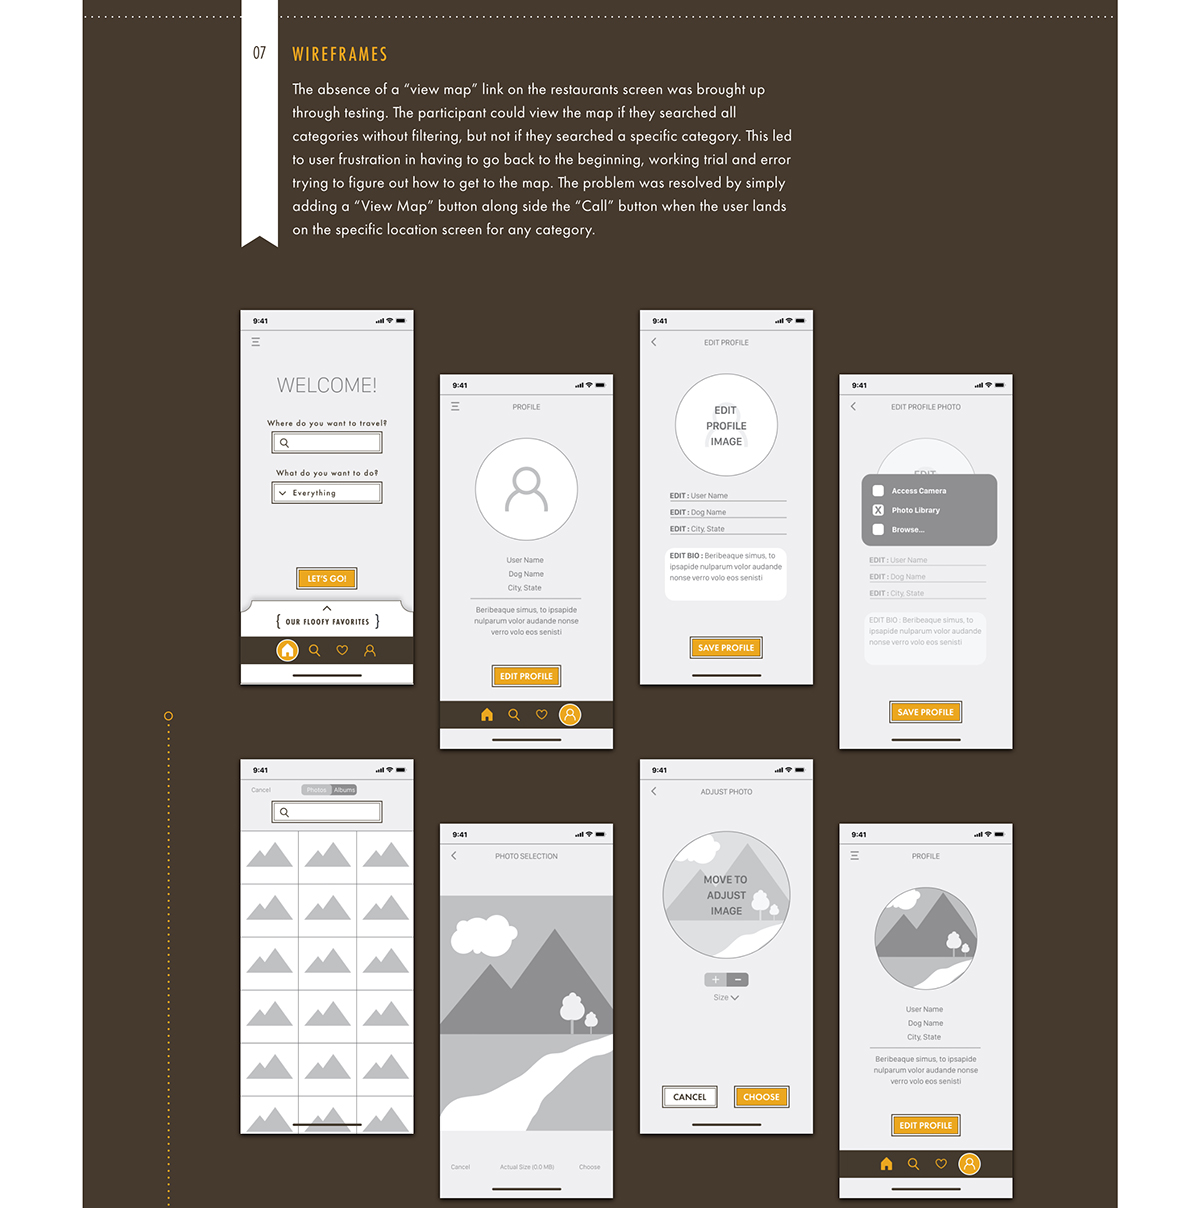 07
WIREFRAMES
The absence of a “view map” link on the restaurants screen was brought up
through testing. The participant could view the map if they searched all
categories without filtering, but not if they searched a specific category. This led
to user frustration in having to go back to the beginning, working trial and error
trying to figure out how to get to the map. The problem was resolved by simply
adding a “View Map” button along side the “Call” button when the user lands
on the specific location screen for any category.
9:41
WELCOME!
Where do you want to travel?
What do you want to do?
Everything
LET'S GO!
{ OUR FLOOFY FAVORITES }
9:41
PROFILE
User Name
Dog Name
City, State
Beribeaque simus, to ipsapide
nulparum volor audande nonse
verro volo eos senisti
EDIT PROFILE
9:41
EDIT PROFILE
EDIT
PROFILE
IMAGE
EDIT : User Name
EDIT : Dog Name
EDIT : City, State
EDIT BIO : Beribeaque simus, to
ipsapide nulparum volor audande
nonse verro volo eos senisti
SAVE PROFILE
9:41
EDIT PROFILE PHOTO
EDIT
Access Camera
X Photo Library
Browse...
EDIT : User Name
EDIT : Dog Name
EDIT : City, State
EDIT BIO : Beribeaque simus, to
ipsapide nulparum volor audande
nonse verro volo eos senisti
SAVE PROFILE
9:41
Cancel Photos Albums
9:41
PHOTO SELECTION
Cancel Actual Size (0.0 MB) Choose
9:41
ADJUST PHOTO
MOVE TO
ADJUST
IMAGE
+ −
Size
CANCEL CHOOSE
9:41
PROFILE
User Name
Dog Name
City, State
Beribeaque simus, to ipsapide
nulparum volor audande nonse
verro volo eos senisti
EDIT PROFILE